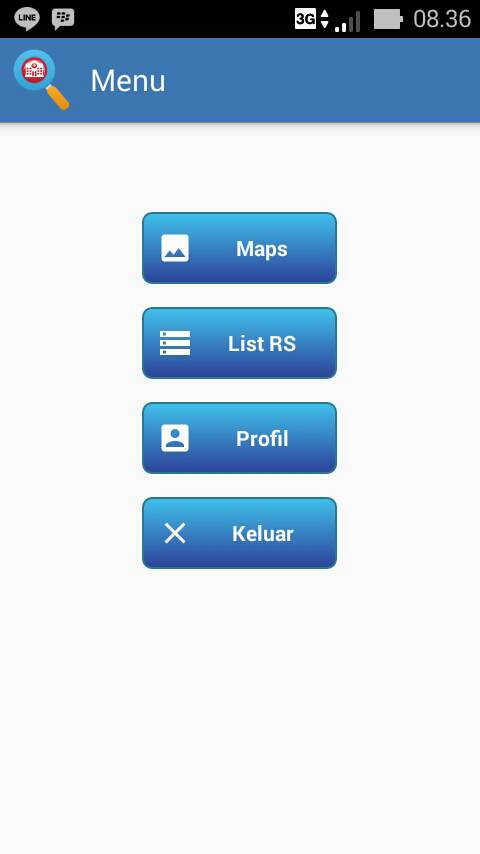 LINE
3G
08.36
Menu
Maps
List RS
Profil
Keluar